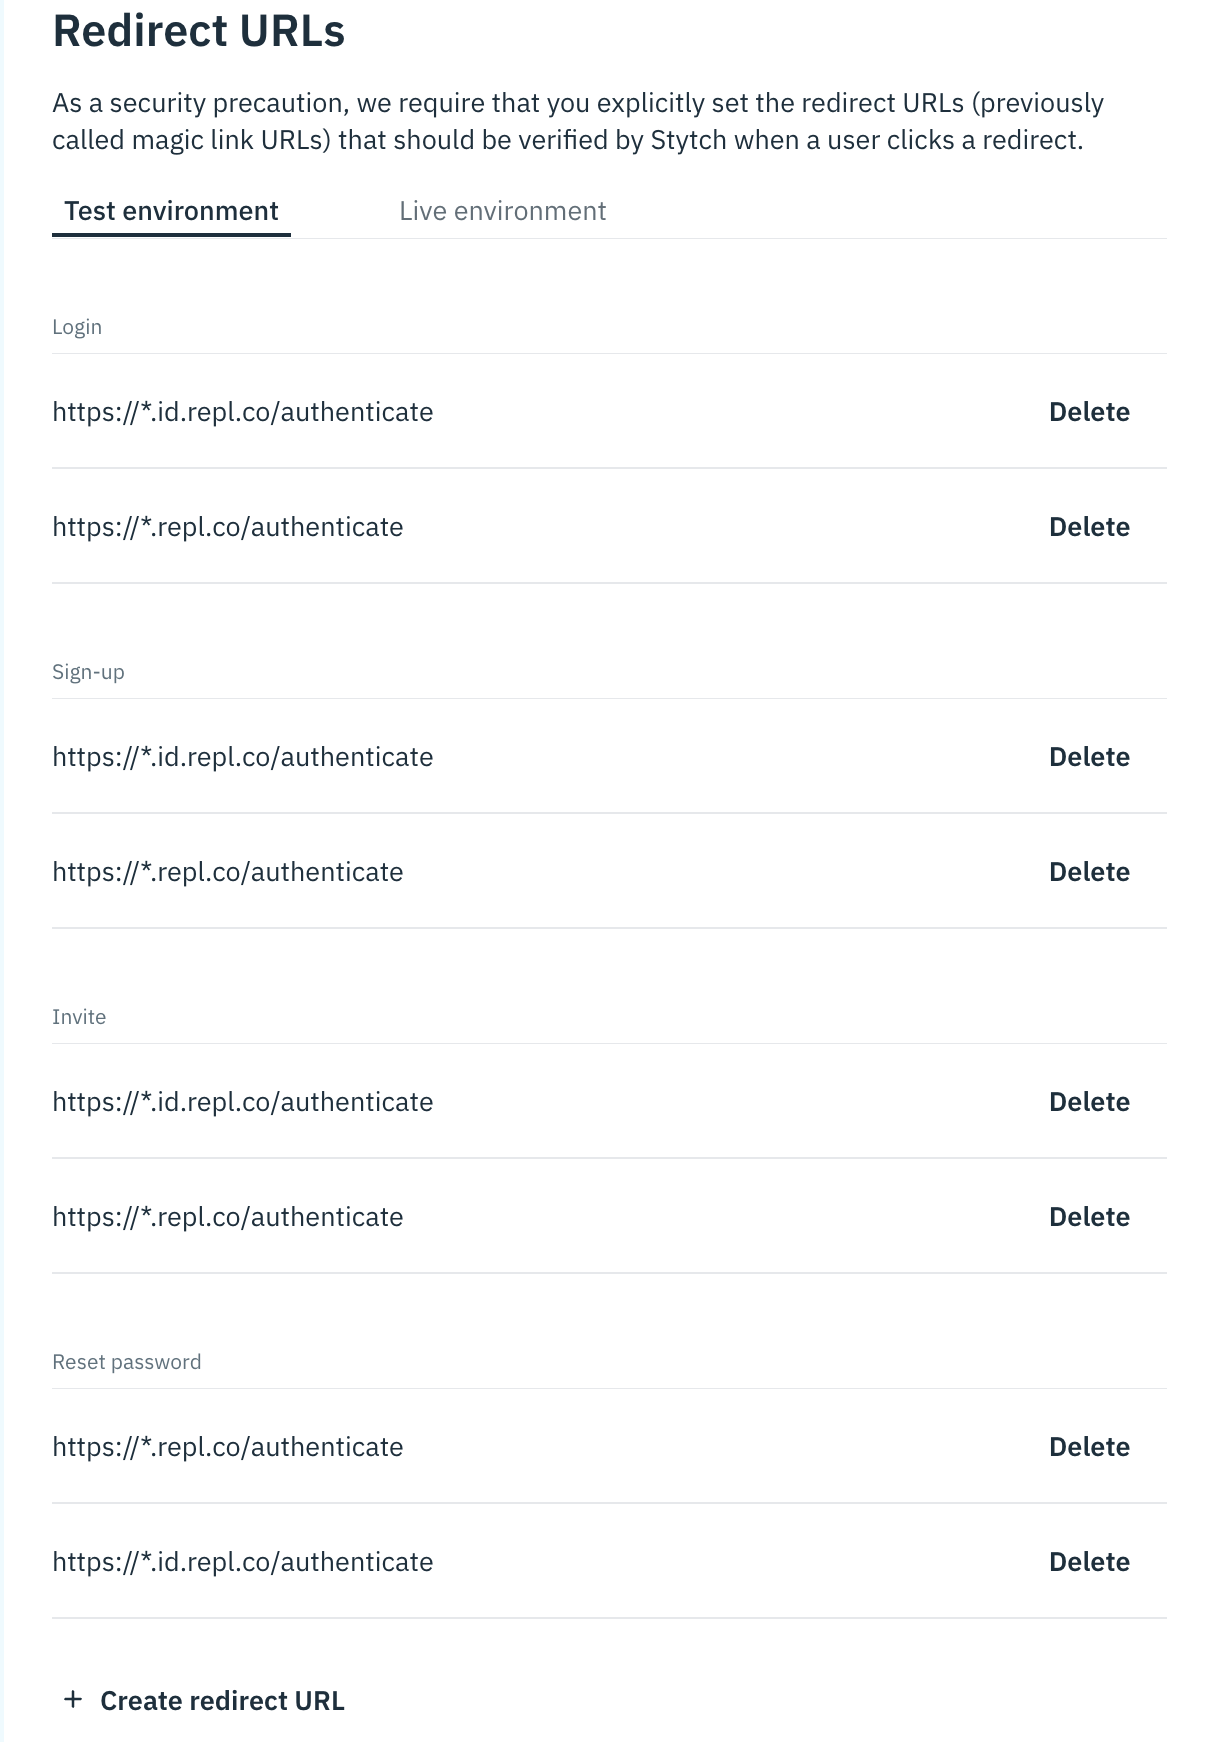 Redirect URLs
As a security precaution, we require that you explicitly set the redirect URLs (previously
called magic link URLs) that should be verified by Stytch when a user clicks a redirect.
Test environment Live environment
Login
https://*.id.repl.co/authenticate Delete
https://*.repl.co/authenticate Delete
Sign-up
https://*.id.repl.co/authenticate Delete
https://*.repl.co/authenticate Delete
Invite
https://*.id.repl.co/authenticate Delete
https://*.repl.co/authenticate Delete
Reset password
https://*.repl.co/authenticate Delete
https://*.id.repl.co/authenticate Delete
+ Create redirect URL